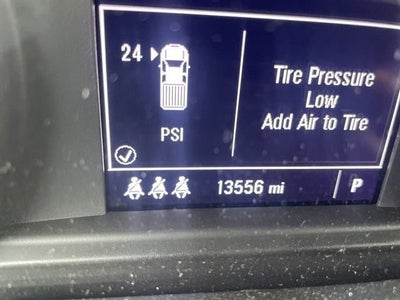 24
Tire Pressure
Low
Add Air to Tire
PSI
13556 mi
P